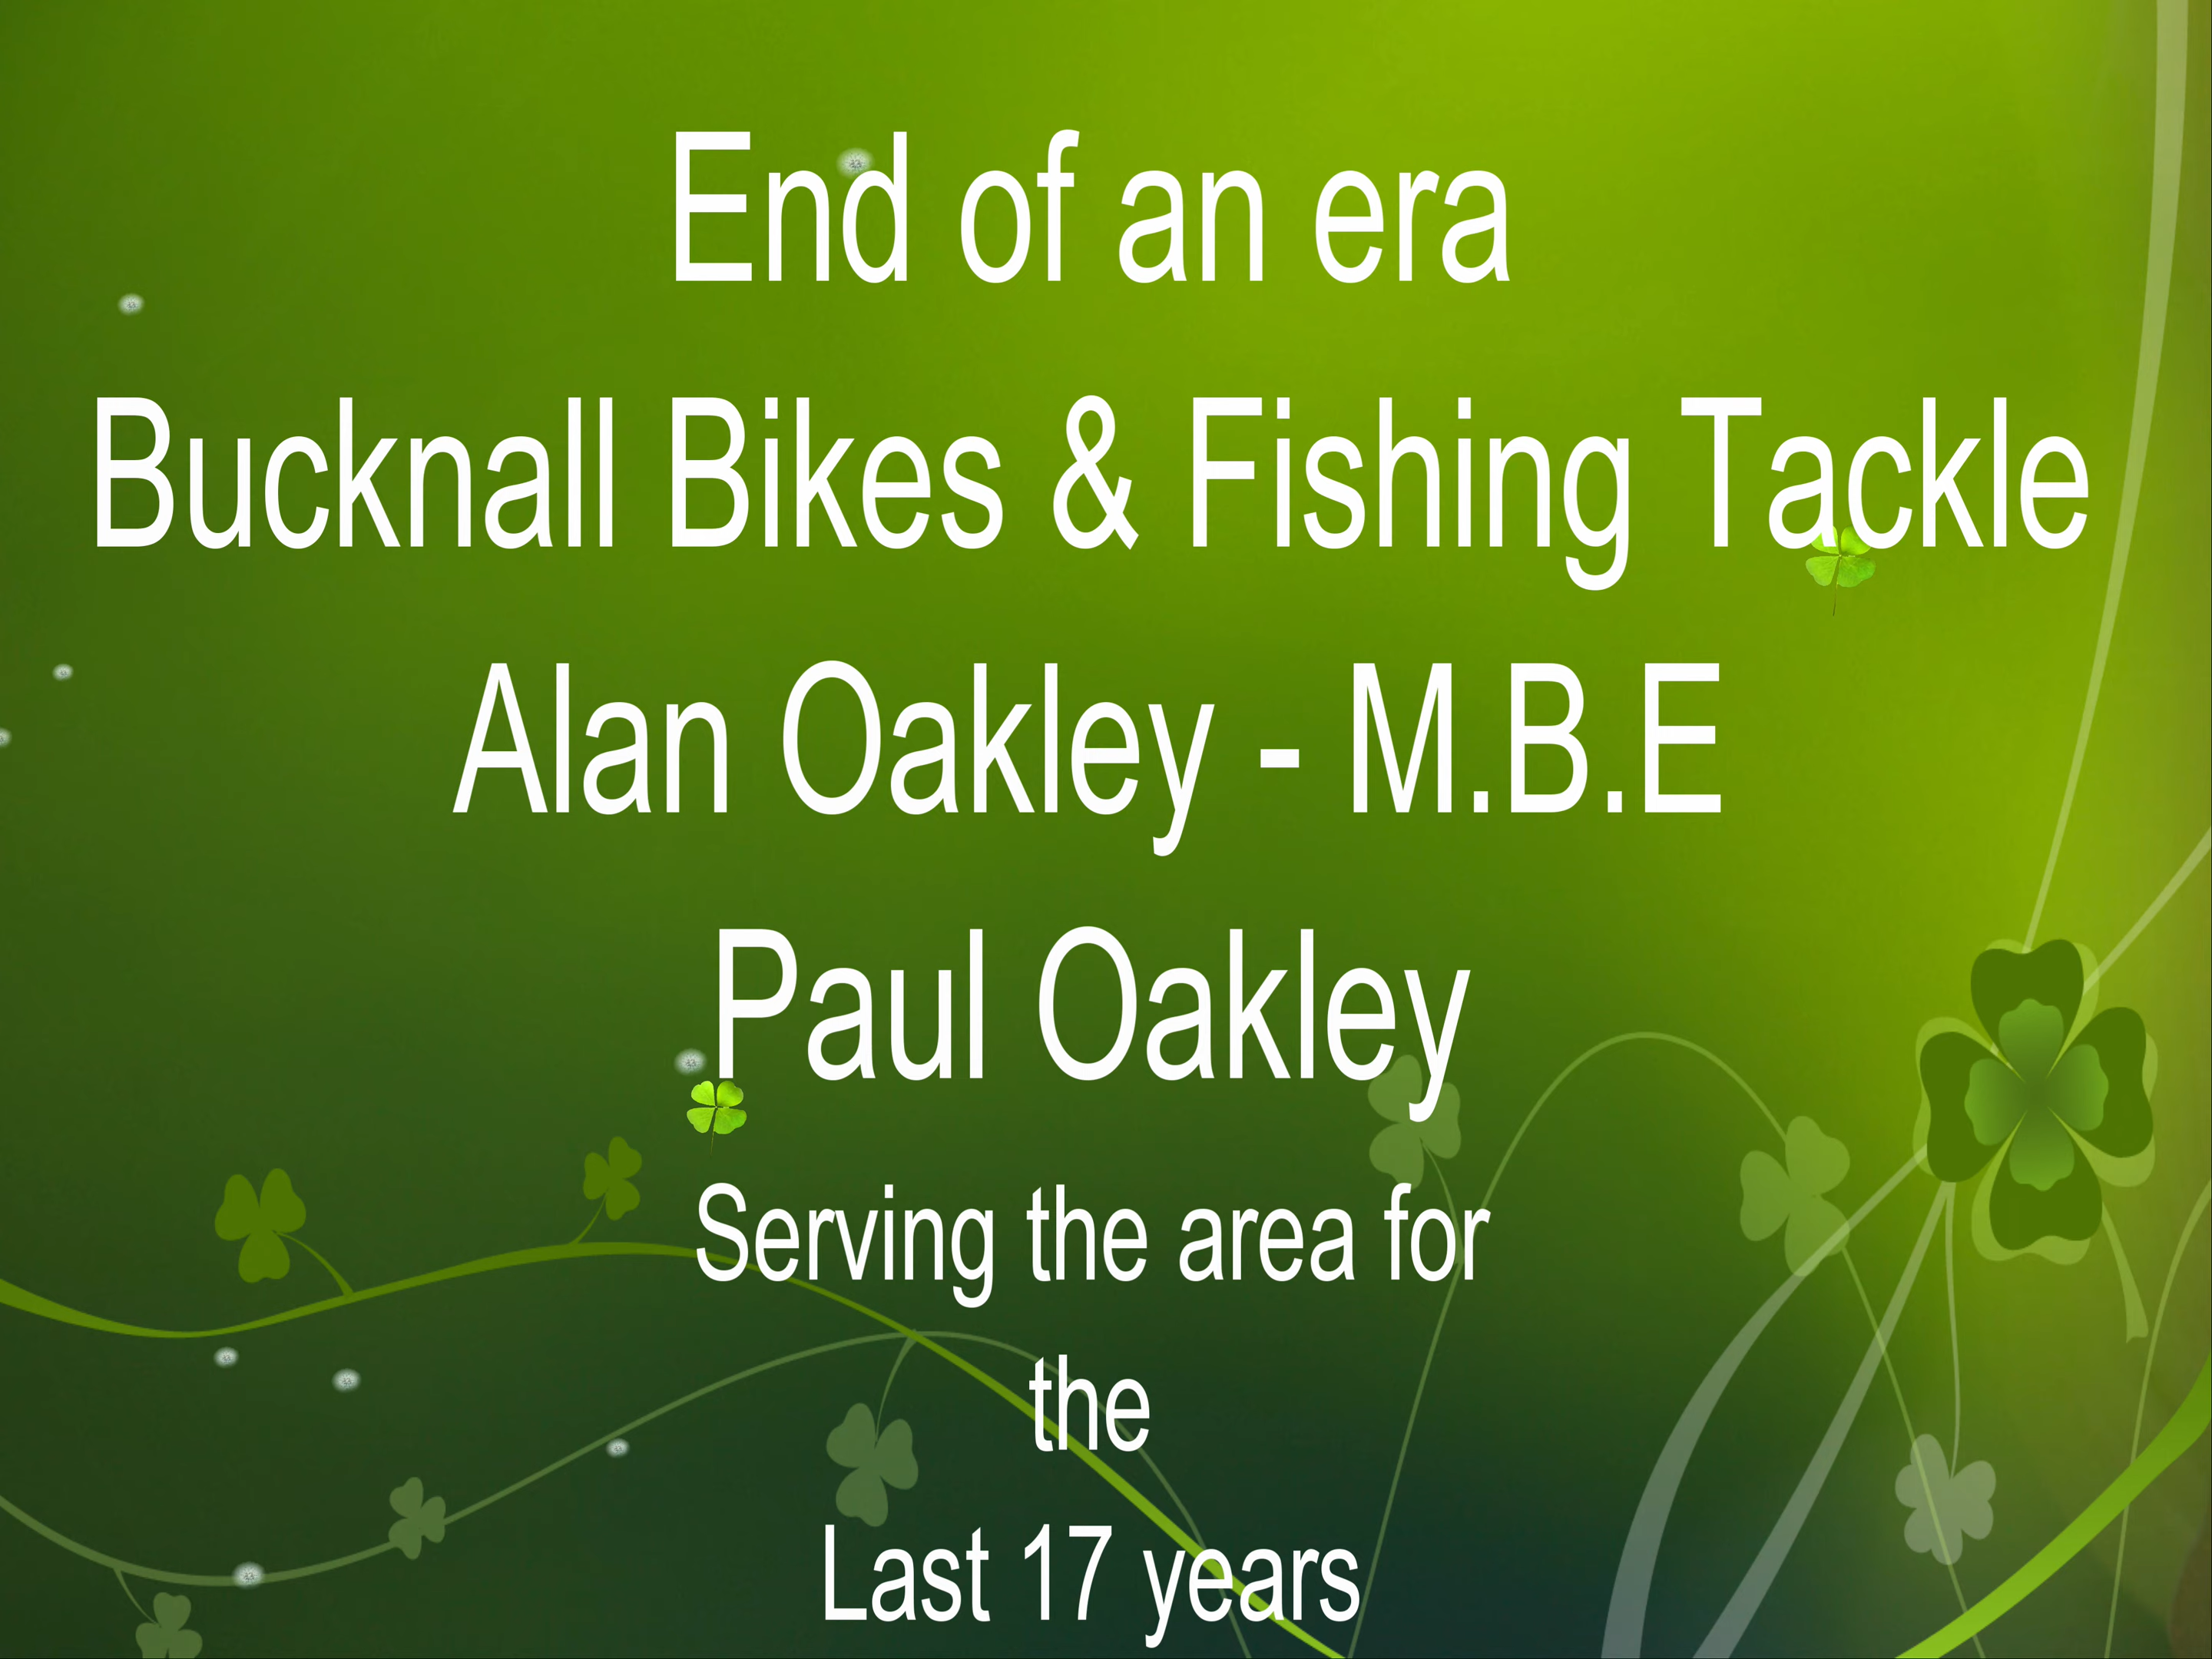 End of an era
Bucknall Bikes & Fishing Tackle
Alan Oakley - M.B.E
Paul Oakley
Serving the area for
the
Last 17 years